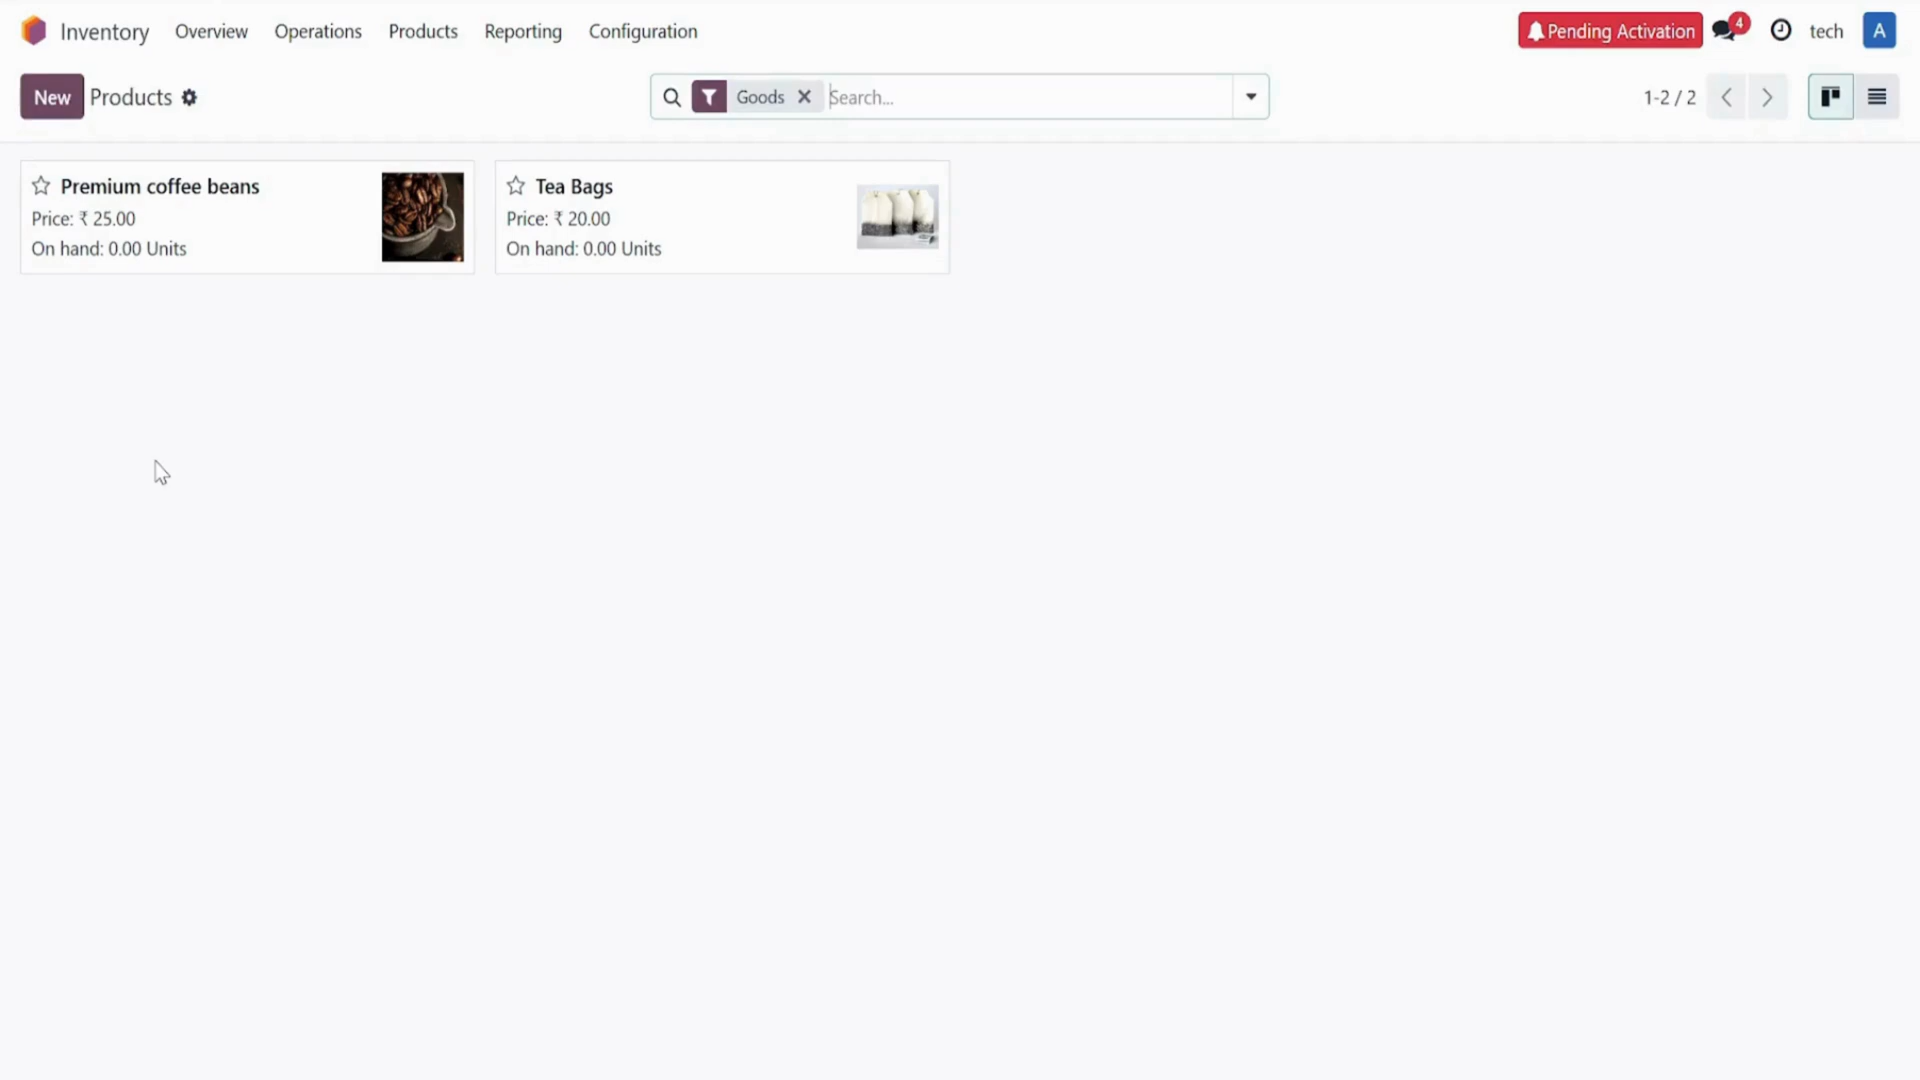 Inventory Overview Operations Products Reporting Configuration Pending Activation 4 tech A
New Products Goods Search... 1-2 / 2
Premium coffee beans
Price: ₹ 25.00
On hand: 0.00 Units
Tea Bags
Price: ₹ 20.00
On hand: 0.00 Units